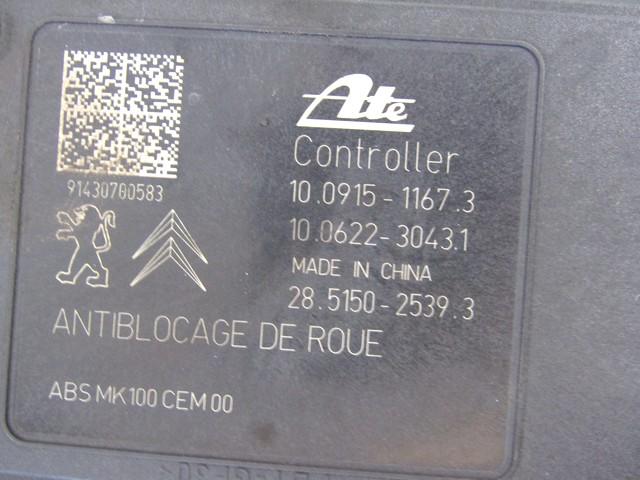 Ate
Controller
91430700583
10.0915-1167.3
10.0622-3043.1
MADE IN CHINA
28.5150-2539.3
ANTIBLOCAGE DE ROUE
ABS MK100 CEM 00